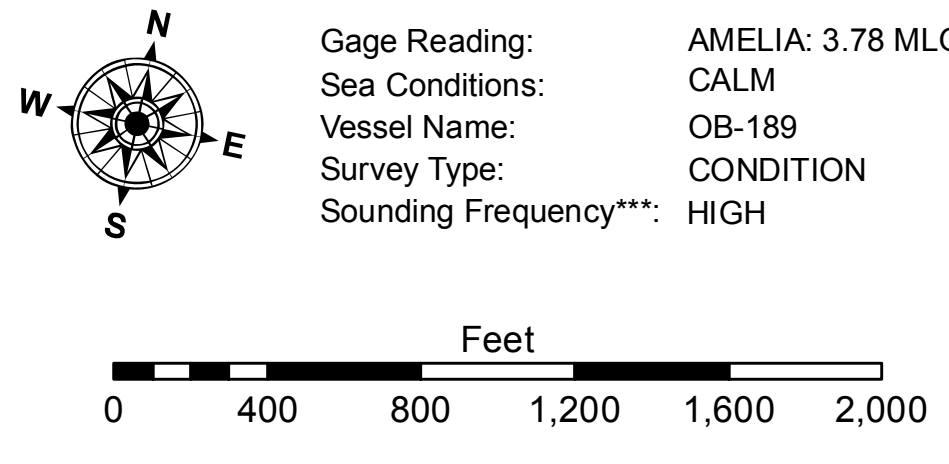 N
W
E
S
Gage Reading: AMELIA: 3.78
Sea Conditions: CALM
Vessel Name: OB-189
Survey Type: CONDITION
Sounding Frequency***: HIGH
Feet
0 400 800 1,200 1,600 2,000